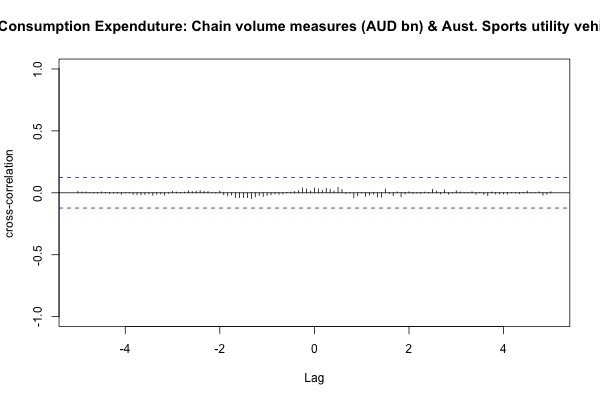 Consumption Expenduture: Chain volume measures (AUD bn) & Aust. Sports utility vehi
1.0
0.5
0.0
-0.5
-1.0
cross-correlation
-4 -2 0 2 4
Lag